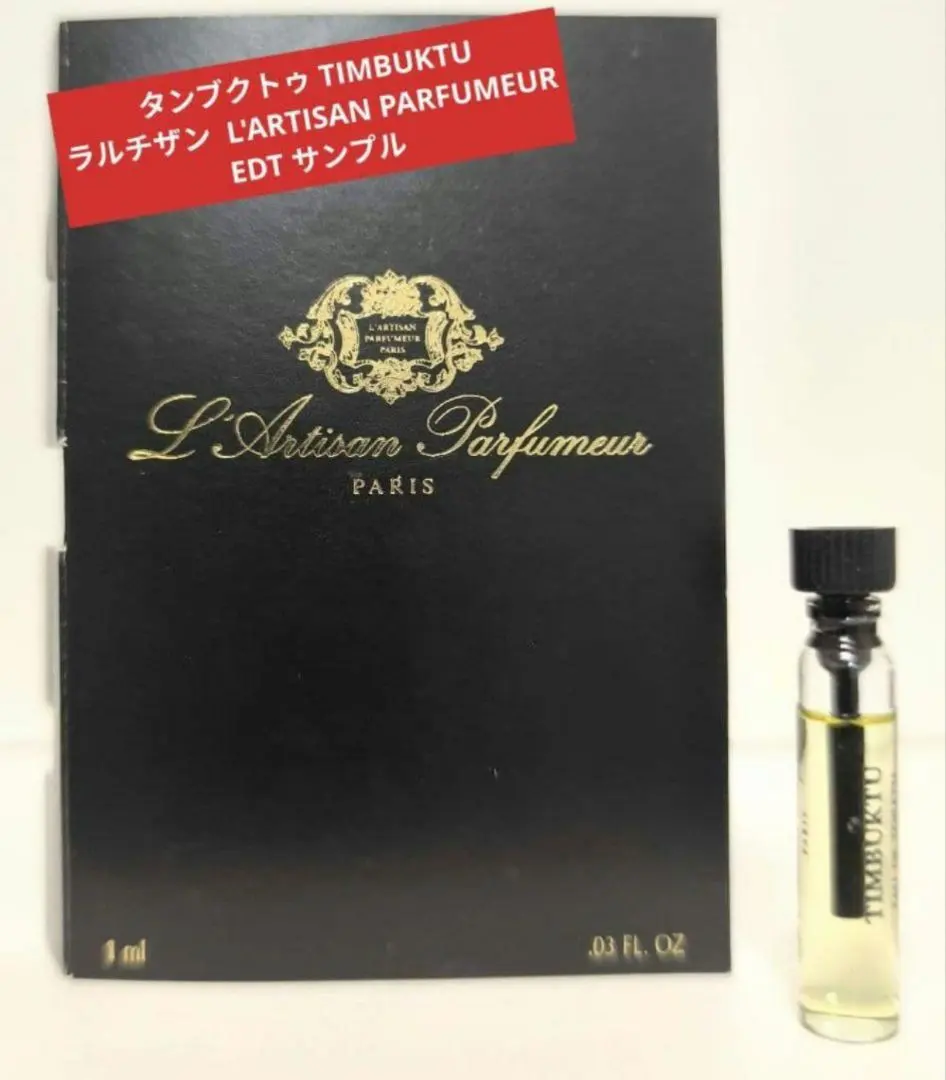 タンブクトゥ TIMBUKTU
ラルチザン L'ARTISAN PARFUMEUR
EDT サンプル
L'ARTISAN
PARFUMEUR
PARIS
L'Artisan Parfumeur
PARIS
1 ml
.03 FL. OZ
TIMBUKTU